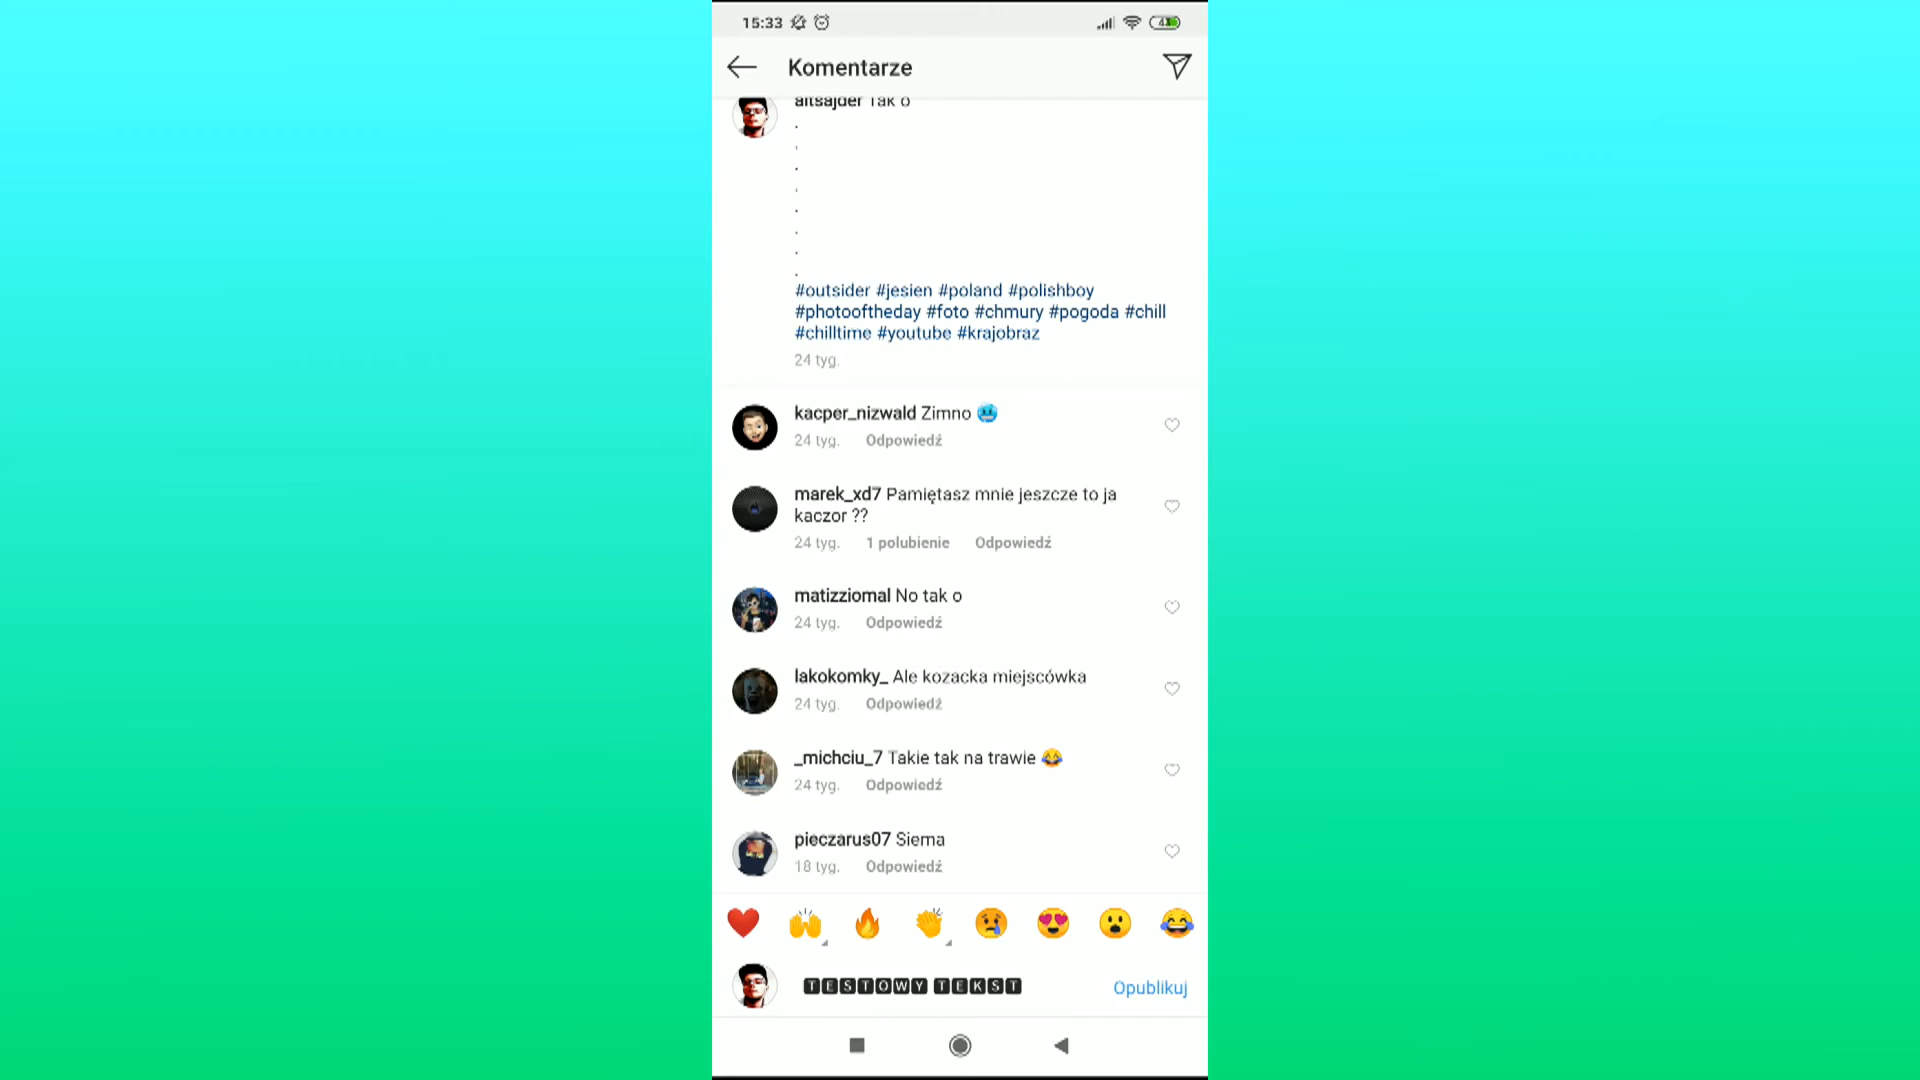 15:33
Komentarze
altsajder Tak o
.
.
.
.
.
.
.
.
#outsider #jesien #poland #polishboy
#photooftheday #foto #chmury #pogoda #chill
#chilltime #youtube #krajobraz
24 tyg.
kacper_nizwald Zimno 🥶
24 tyg. Odpowiedź
marek_xd7 Pamiętasz mnie jeszcze to ja
kaczor ??
24 tyg. 1 polubienie Odpowiedź
matizziomal No tak o
24 tyg. Odpowiedź
lakokomky_ Ale kozacka miejscówka
24 tyg. Odpowiedź
_michciu_7 Takie tak na trawie 😂
24 tyg. Odpowiedź
pieczarus07 Siema
18 tyg. Odpowiedź
🆃🅴🆂🆃🅾🆆🆈 🆃🅴🅺🆂🆃 Opublikuj